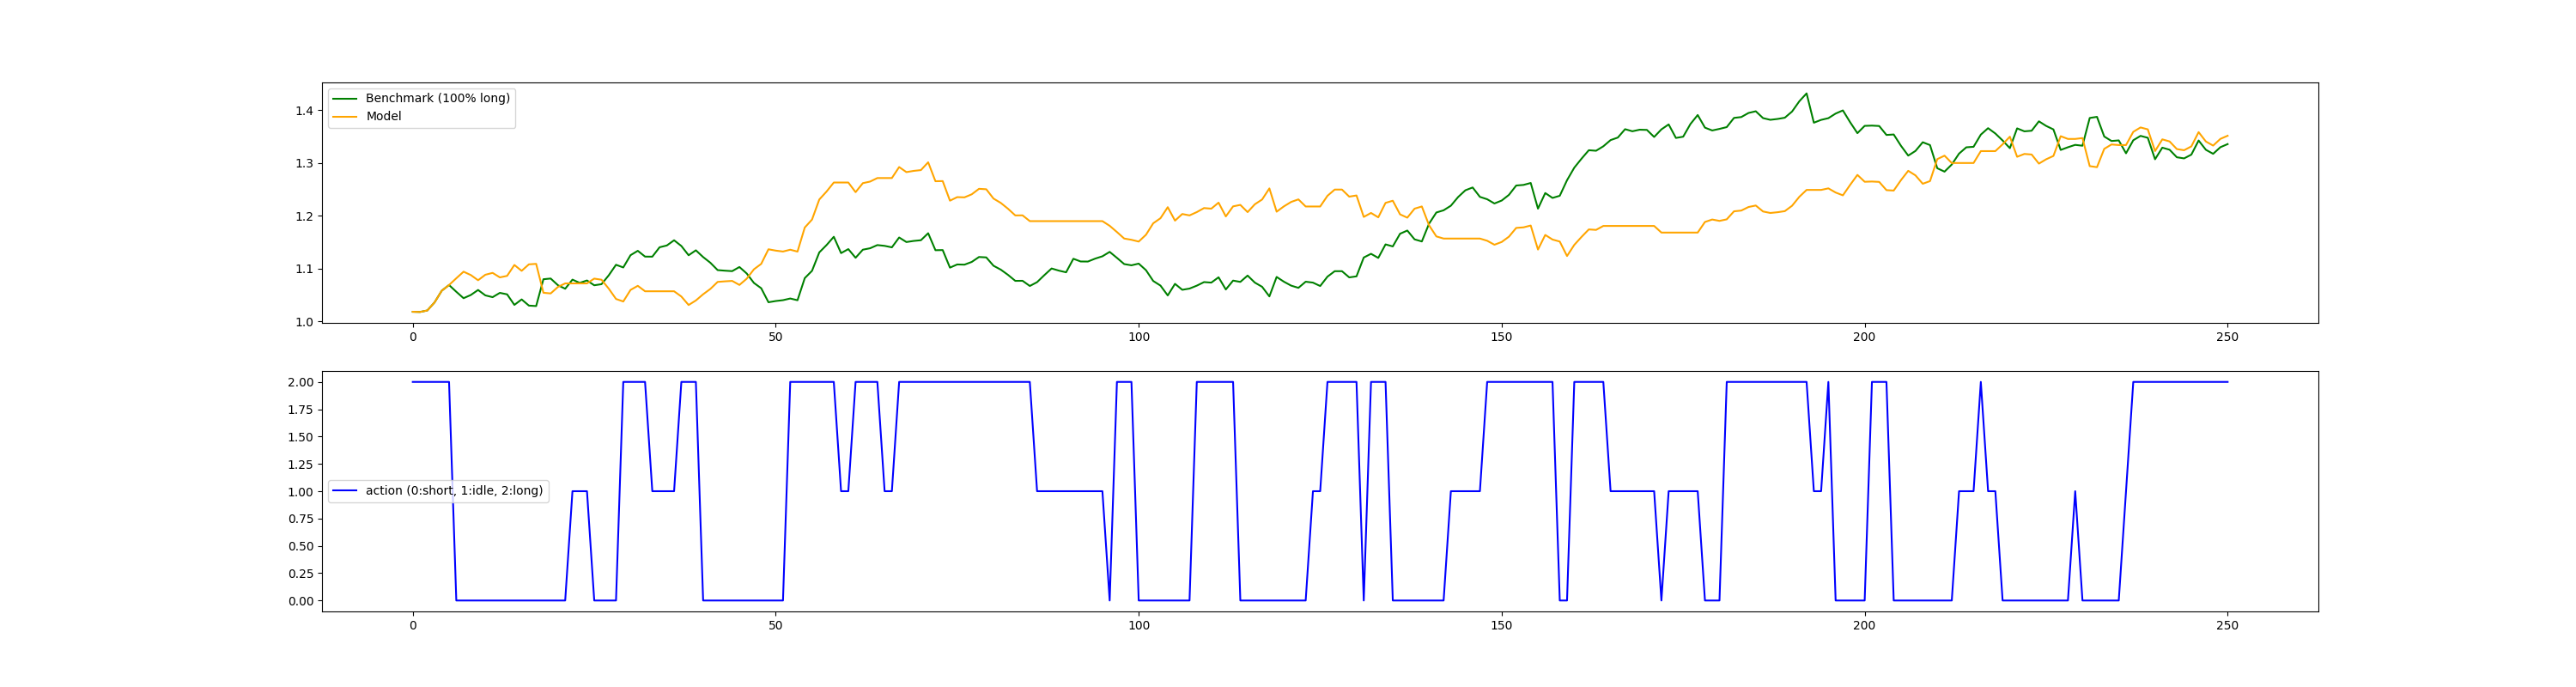 Benchmark (100% long)
Model
1.4
1.3
1.2
1.1
1.0
0 50 100 150 200 250
2.00
1.75
1.50
1.25
1.00
0.75
0.50
0.25
0.00
action (0:short, 1:idle, 2:long)
0 50 100 150 200 250